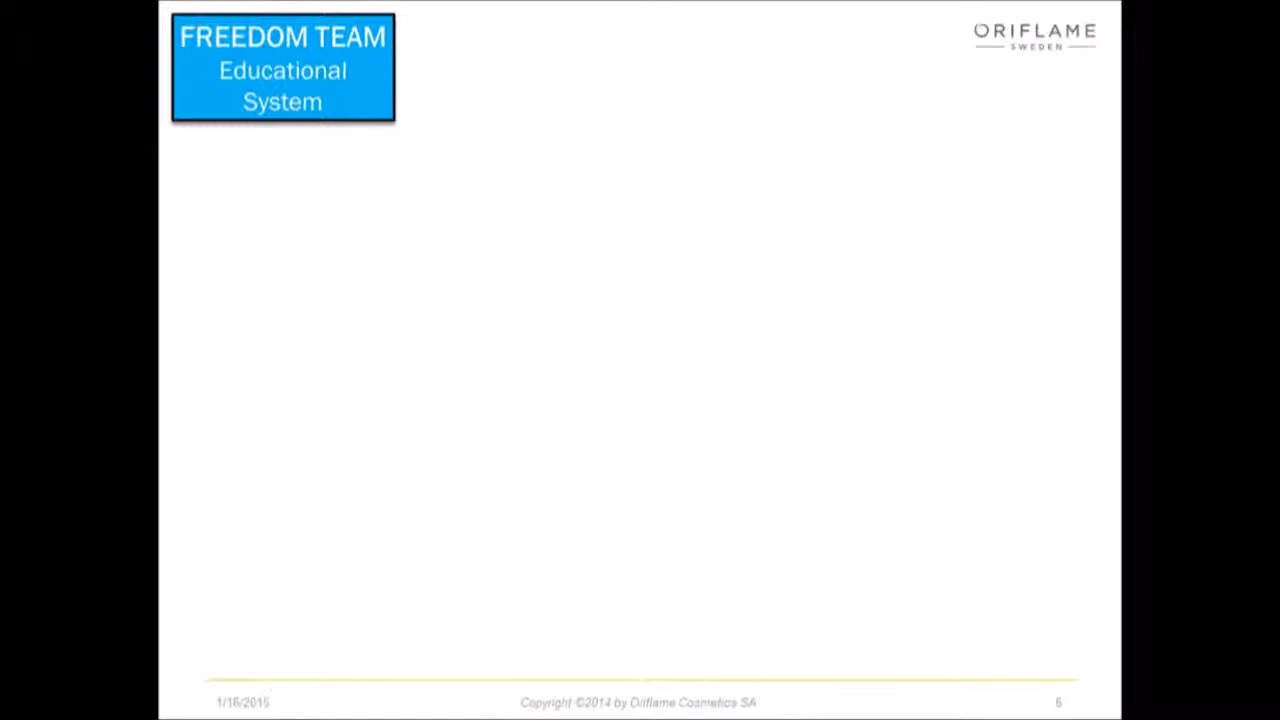 FREEDOM TEAM
Educational
System
ORIFLAME
SWEDEN
1/16/2015
Copyright ©2014 by Oriflame Cosmetics SA